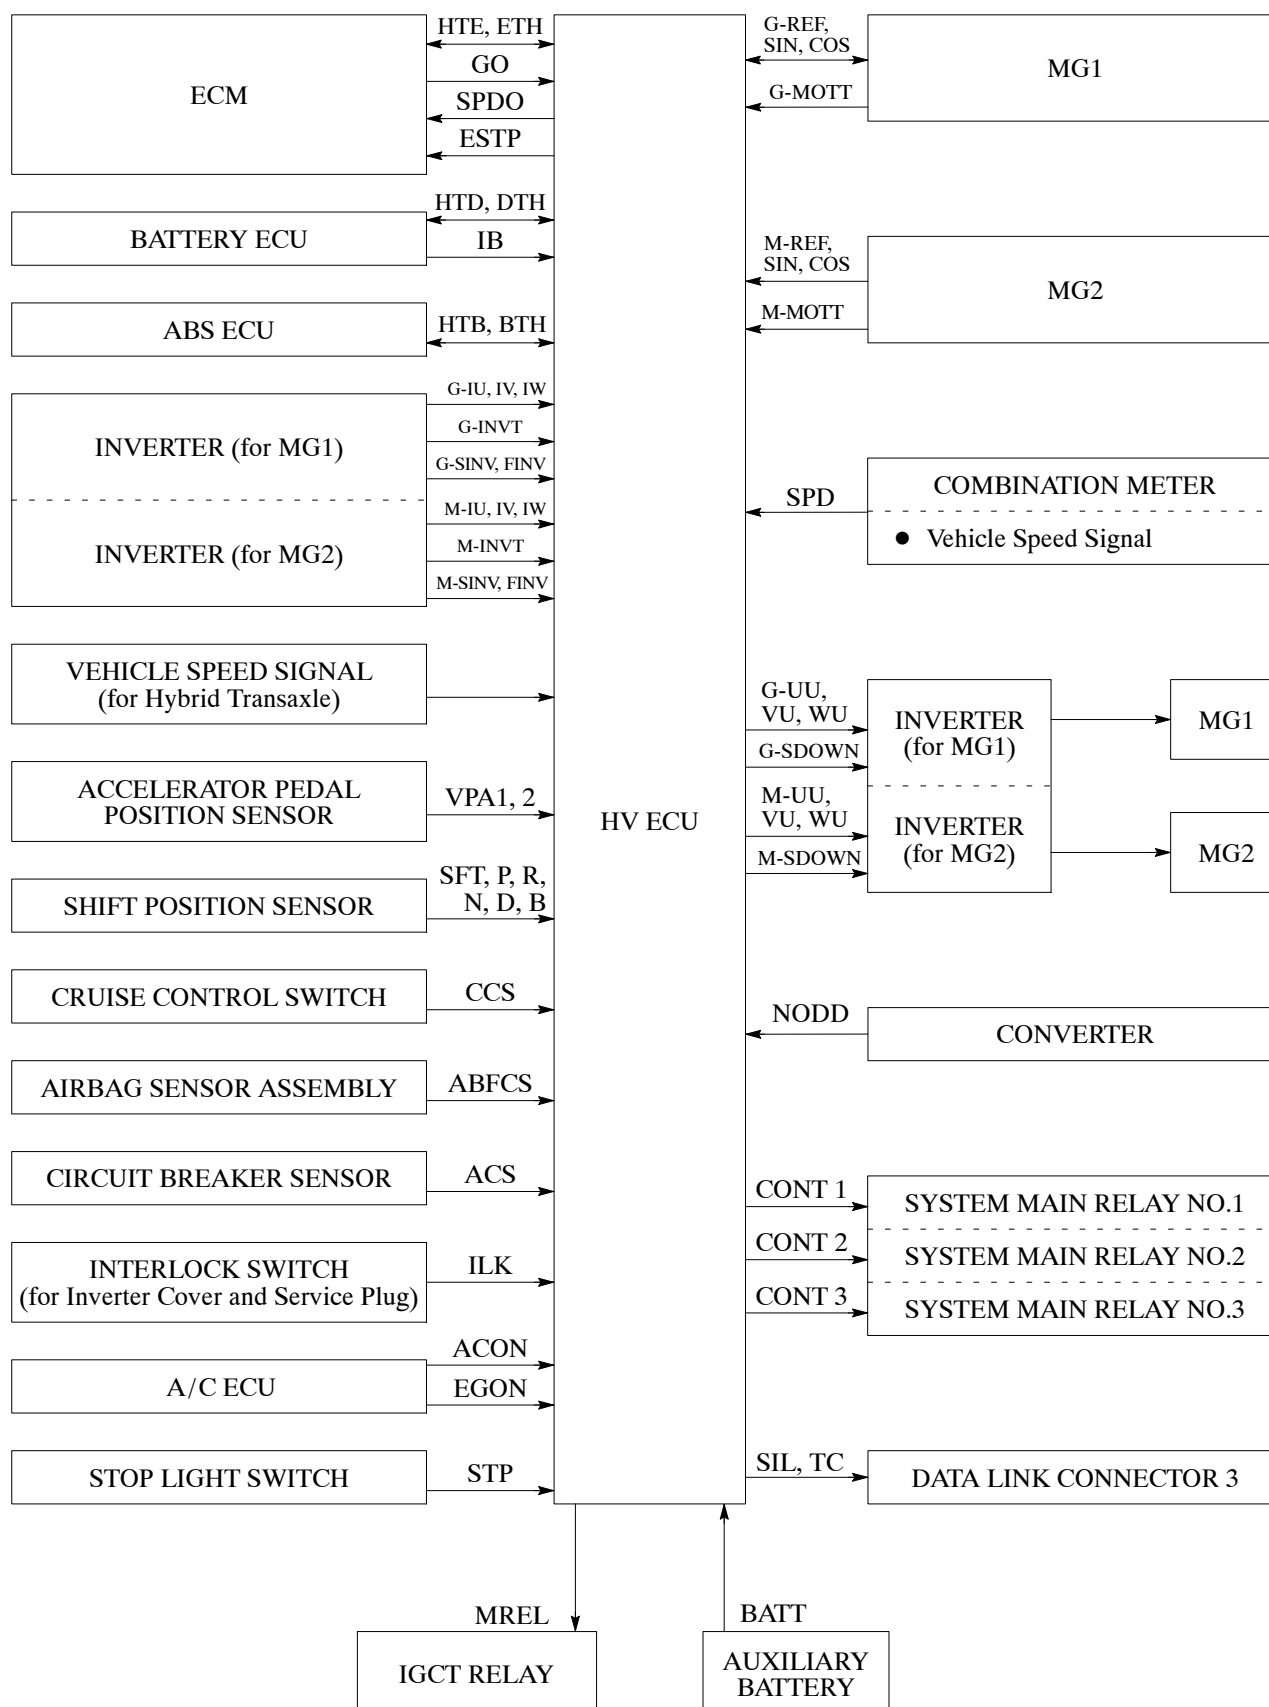 ECM
HTE, ETH
GO
SPDO
ESTP
BATTERY ECU
HTD, DTH
IB
ABS ECU
HTB, BTH
INVERTER (for MG1)
G-IU, IV, IW
G-INVT
G-SINV, FINV
INVERTER (for MG2)
M-IU, IV, IW
M-INVT
M-SINV, FINV
VEHICLE SPEED SIGNAL
(for Hybrid Transaxle)
ACCELERATOR PEDAL
POSITION SENSOR
VPA1, 2
SHIFT POSITION SENSOR
SFT, P, R,
N, D, B
CRUISE CONTROL SWITCH
CCS
AIRBAG SENSOR ASSEMBLY
ABFCS
CIRCUIT BREAKER SENSOR
ACS
INTERLOCK SWITCH
(for Inverter Cover and Service Plug)
ILK
A/C ECU
ACON
EGON
STOP LIGHT SWITCH
STP
HV ECU
G-REF,
SIN, COS
G-MOTT
MG1
M-REF,
SIN, COS
M-MOTT
MG2
SPD
COMBINATION METER
● Vehicle Speed Signal
G-UU,
VU, WU
G-SDOWN
INVERTER
(for MG1)
MG1
M-UU,
VU, WU
M-SDOWN
INVERTER
(for MG2)
MG2
NODD
CONVERTER
CONT 1
SYSTEM MAIN RELAY NO.1
CONT 2
SYSTEM MAIN RELAY NO.2
CONT 3
SYSTEM MAIN RELAY NO.3
SIL, TC
DATA LINK CONNECTOR 3
MREL
IGCT RELAY
BATT
AUXILIARY
BATTERY